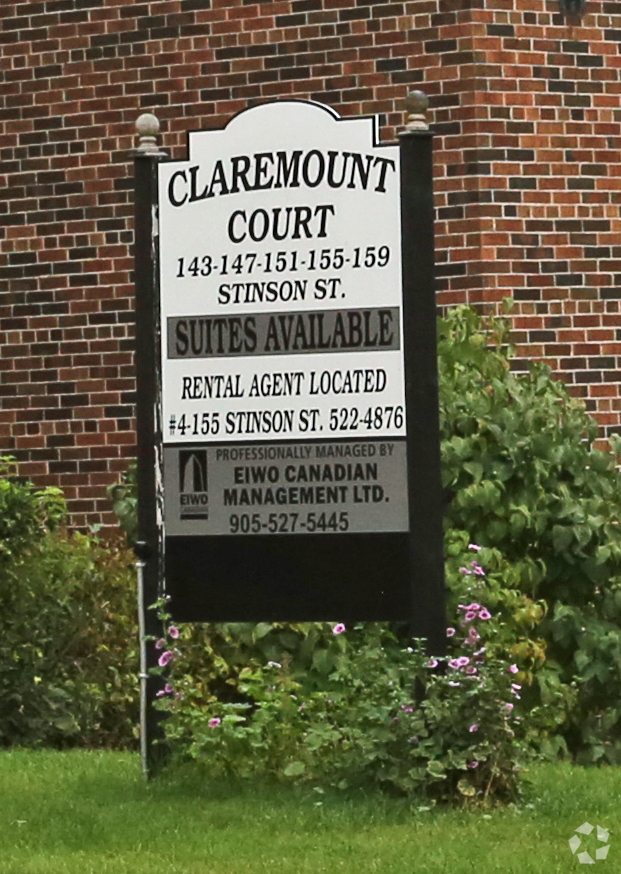 CLAREMOUNT
COURT
143-147-151-155-159
STINSON ST.
SUITES AVAILABLE
RENTAL AGENT LOCATED
#4-155 STINSON ST. 522-4876
PROFESSIONALLY MANAGED BY
EIWO CANADIAN
MANAGEMENT LTD.
905-527-5445
EIWO